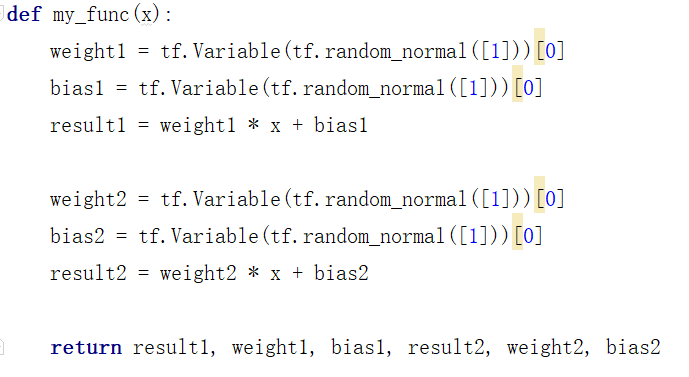 def my_func(x):
    weight1 = tf.Variable(tf.random_normal([1]))[0]
    bias1 = tf.Variable(tf.random_normal([1]))[0]
    result1 = weight1 * x + bias1

    weight2 = tf.Variable(tf.random_normal([1]))[0]
    bias2 = tf.Variable(tf.random_normal([1]))[0]
    result2 = weight2 * x + bias2

    return result1, weight1, bias1, result2, weight2, bias2